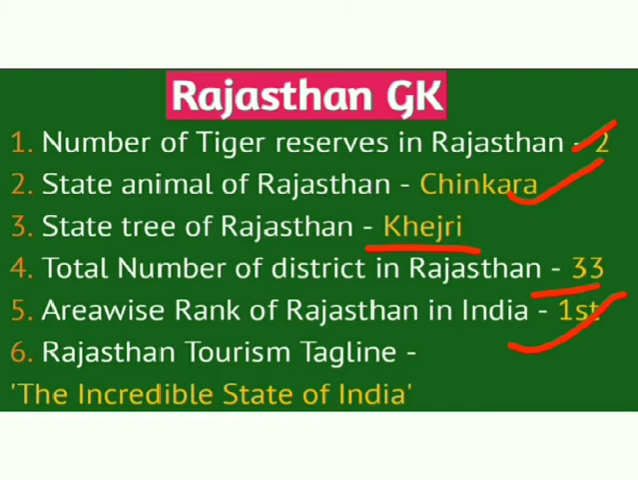 Rajasthan GK
1. Number of Tiger reserves in Rajasthan - 2
2. State animal of Rajasthan - Chinkara
3. State tree of Rajasthan - Khejri
4. Total Number of district in Rajasthan - 33
5. Areawise Rank of Rajasthan in India - 1st
6. Rajasthan Tourism Tagline -
'The Incredible State of India'